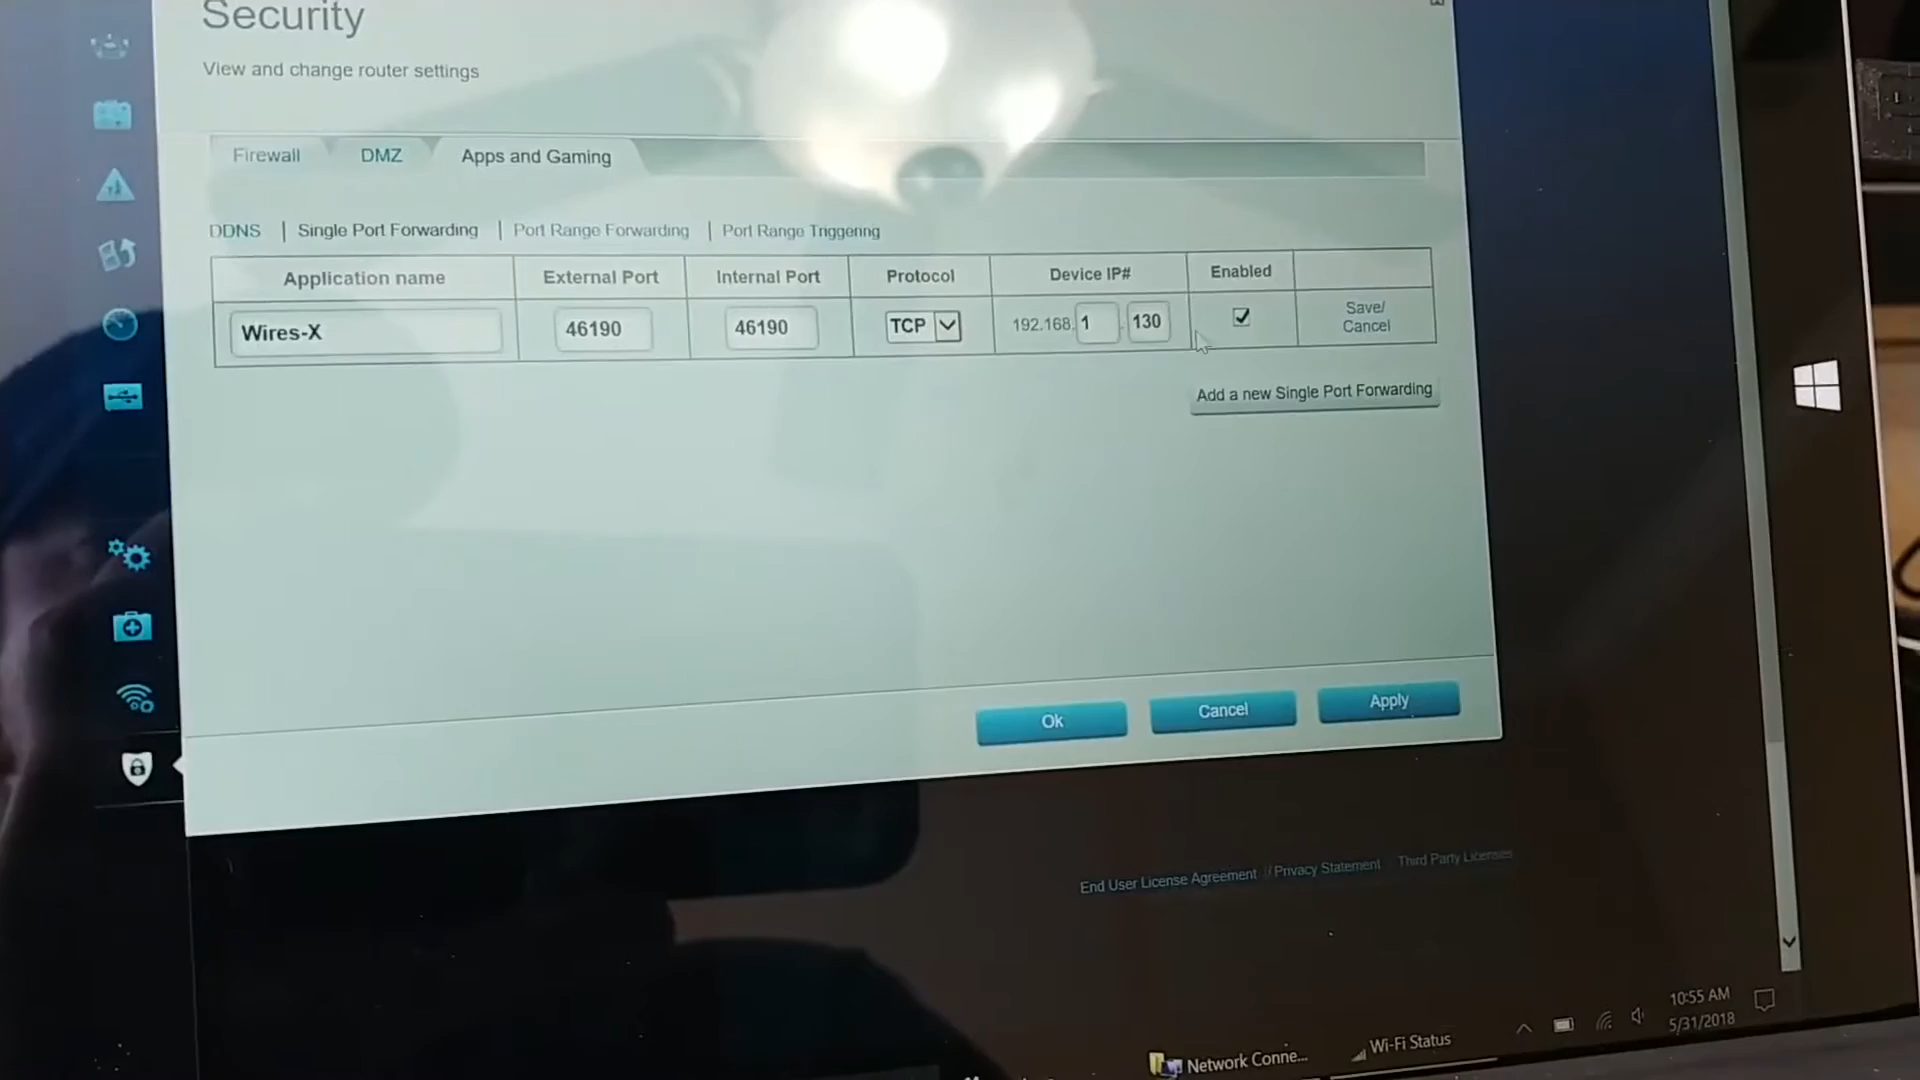 Security
View and change router settings
Firewall DMZ Apps and Gaming
DDNS | Single Port Forwarding | Port Range Forwarding | Port Range Triggering
Application name External Port Internal Port Protocol Device IP# Enabled
Wires-X 46190 46190 TCP 192.168. 1 . 130 Save/
Cancel
Add a new Single Port Forwarding
Ok Cancel Apply
End User License Agreement // Privacy Statement Third Party Licenses
10:55 AM
5/31/2018
Network Conne... Wi-Fi Status